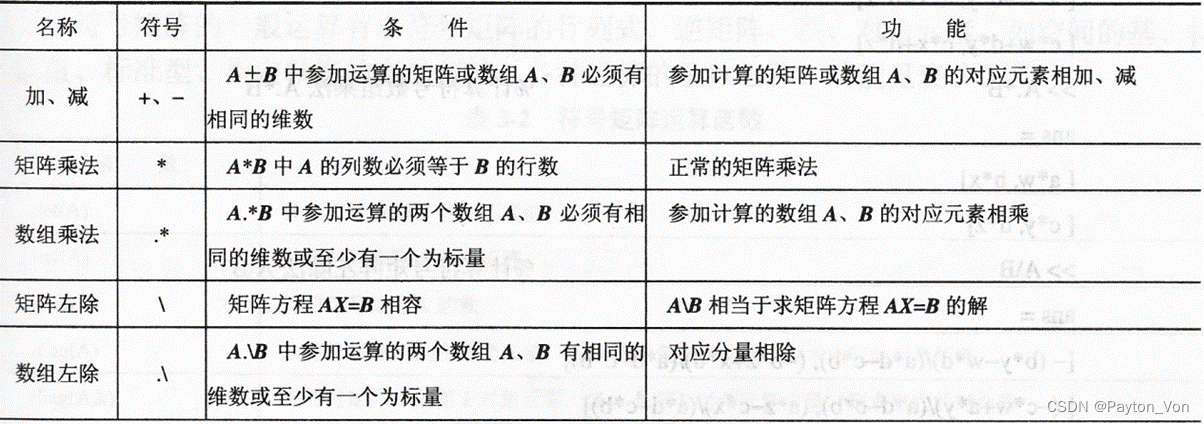 名称 符号 条 件 功 能
加、减 +、− A±B 中参加运算的矩阵或数组 A、B 必须有 参加计算的矩阵或数组 A、B 的对应元素相加、减
相同的维数
矩阵乘法 * A*B 中 A 的列数必须等于 B 的行数 正常的矩阵乘法
数组乘法 .* A.*B 中参加运算的两个数组 A、B 必须有相 参加计算的数组 A、B 的对应元素相乘
同的维数或至少有一个为标量
矩阵左除 \ 矩阵方程 AX=B 相容 A\B 相当于求矩阵方程 AX=B 的解
数组左除 .\ A.\B 中参加运算的两个数组 A、B 有相同的 对应分量相除
维数或至少有一个为标量
CSDN @Payton_Von